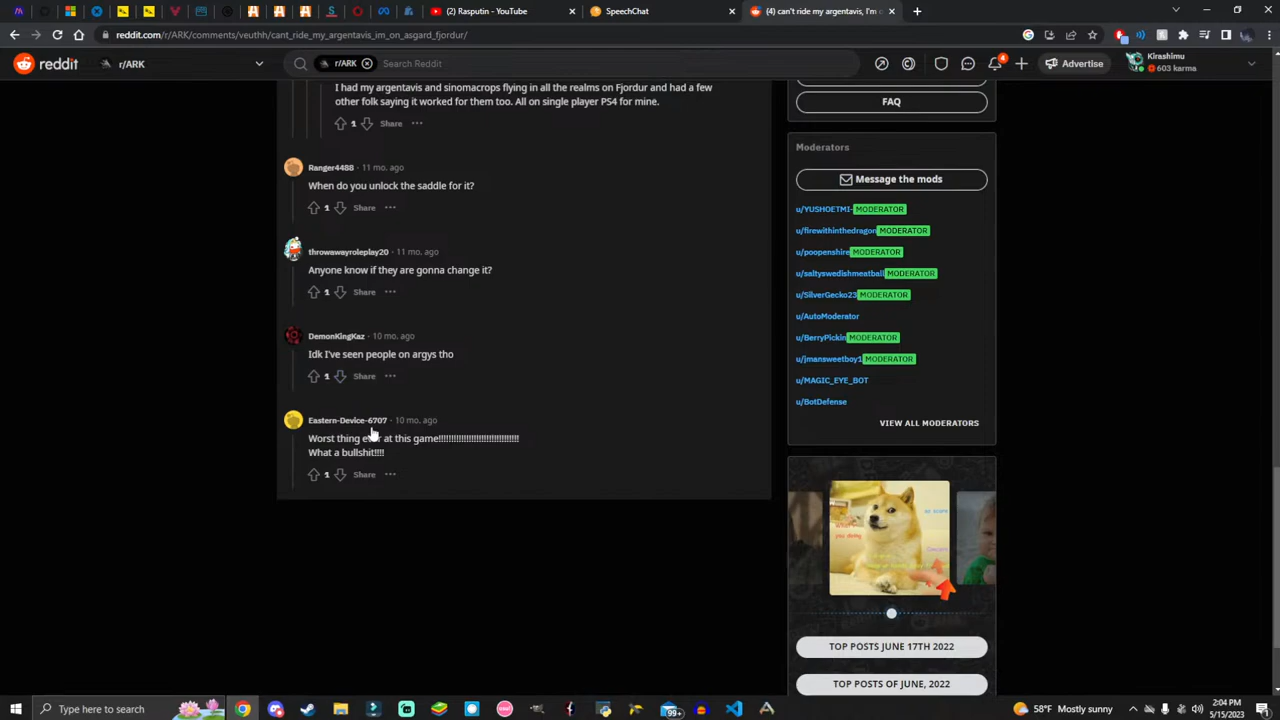 (2) Rasputin - YouTube
SpeechChat
(4) can't ride my argentavis, I'm o
reddit.com/r/ARK/comments/veuthh/cant_ride_my_argentavis_im_on_asgard_fjordur/
reddit
r/ARK
r/ARK
Search Reddit
4
Advertise
Kirashimu
603 karma
I had my argentavis and sinomacrops flying in all the realms on Fjordur and had a few
other folk saying it worked for them too. All on single player PS4 for mine.
1 Share
Ranger4488 · 11 mo. ago
When do you unlock the saddle for it?
1 Share
throwawayroleplay20 · 11 mo. ago
Anyone know if they are gonna change it?
1 Share
DemonKingKaz · 10 mo. ago
Idk I've seen people on argys tho
1 Share
Eastern-Device-6707 · 10 mo. ago
What a bullshit!!!!
1 Share
FAQ
Moderators
Message the mods
u/YUSHOETMI- MODERATOR
u/firewithinthedragon MODERATOR
u/poopenshire MODERATOR
u/saltyswedishmeatball MODERATOR
u/SilverGecko23 MODERATOR
u/AutoModerator
u/BerryPickin MODERATOR
u/jmansweetboy1 MODERATOR
u/MAGIC_EYE_BOT
u/BotDefense
VIEW ALL MODERATORS
so scare
TOP POSTS JUNE 17TH 2022
TOP POSTS OF JUNE, 2022
Type here to search
99+
58°F Mostly sunny
2:04 PM
5/15/2023